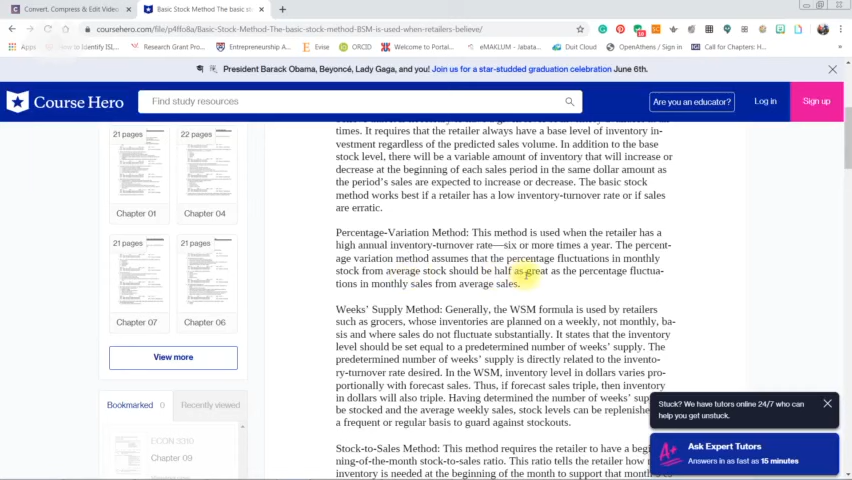 Convert, Compress & Edit Video
Basic Stock Method The basic st
coursehero.com/file/p4ffo8a/Basic-Stock-Method-The-basic-stock-method-BSM-is-used-when-retailers-believe/
Apps
How to Identify ISI...
Research Grant Pro...
Entrepreneurship A...
Evise
ORCID
Welcome to Portal...
eMAKLUM - Jabata...
Duit Cloud
OpenAthens / Sign in
Call for Chapters: H...
President Barack Obama, Beyoncé, Lady Gaga, and you! Join us for a star-studded graduation celebration June 6th.
Course Hero
Find study resources
Are you an educator?
Log in
Sign up
21 pages
22 pages
Chapter 01
Chapter 04
21 pages
21 pages
Chapter 07
Chapter 06
View more
Bookmarked 0
Recently viewed
ECON 3310
Chapter 09
times. It requires that the retailer always have a base level of inventory in-
vestment regardless of the predicted sales volume. In addition to the base
stock level, there will be a variable amount of inventory that will increase or
decrease at the beginning of each sales period in the same dollar amount as
the period's sales are expected to increase or decrease. The basic stock
method works best if a retailer has a low inventory-turnover rate or if sales
are erratic.
Percentage-Variation Method: This method is used when the retailer has a
high annual inventory-turnover rate—six or more times a year. The percent-
age variation method assumes that the percentage fluctuations in monthly
stock from average stock should be half as great as the percentage fluctua-
tions in monthly sales from average sales.
Weeks' Supply Method: Generally, the WSM formula is used by retailers
such as grocers, whose inventories are planned on a weekly, not monthly, ba-
sis and where sales do not fluctuate substantially. It states that the inventory
level should be set equal to a predetermined number of weeks' supply. The
predetermined number of weeks' supply is directly related to the invento-
ry-turnover rate desired. In the WSM, inventory level in dollars varies pro-
portionally with forecast sales. Thus, if forecast sales triple, then inventory
in dollars will also triple. Having determined the number of weeks' sup
be stocked and the average weekly sales, stock levels can be replenishe
a frequent or regular basis to guard against stockouts.
Stock-to-Sales Method: This method requires the retailer to have a begi
ning-of-the-month stock-to-sales ratio. This ratio tells the retailer how
inventory is needed at the beginning of the month to support that month
Stuck? We have tutors online 24/7 who can
help you get unstuck.
A+
Ask Expert Tutors
Answers in as fast as 15 minutes